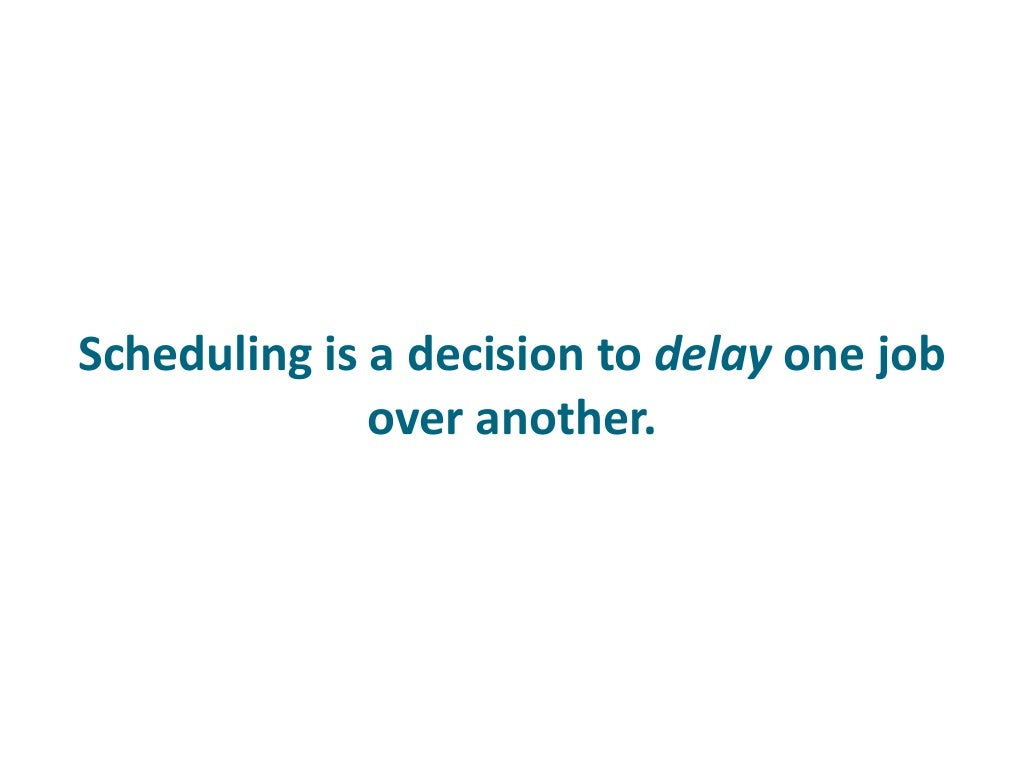 Scheduling is a decision to delay one job
over another.